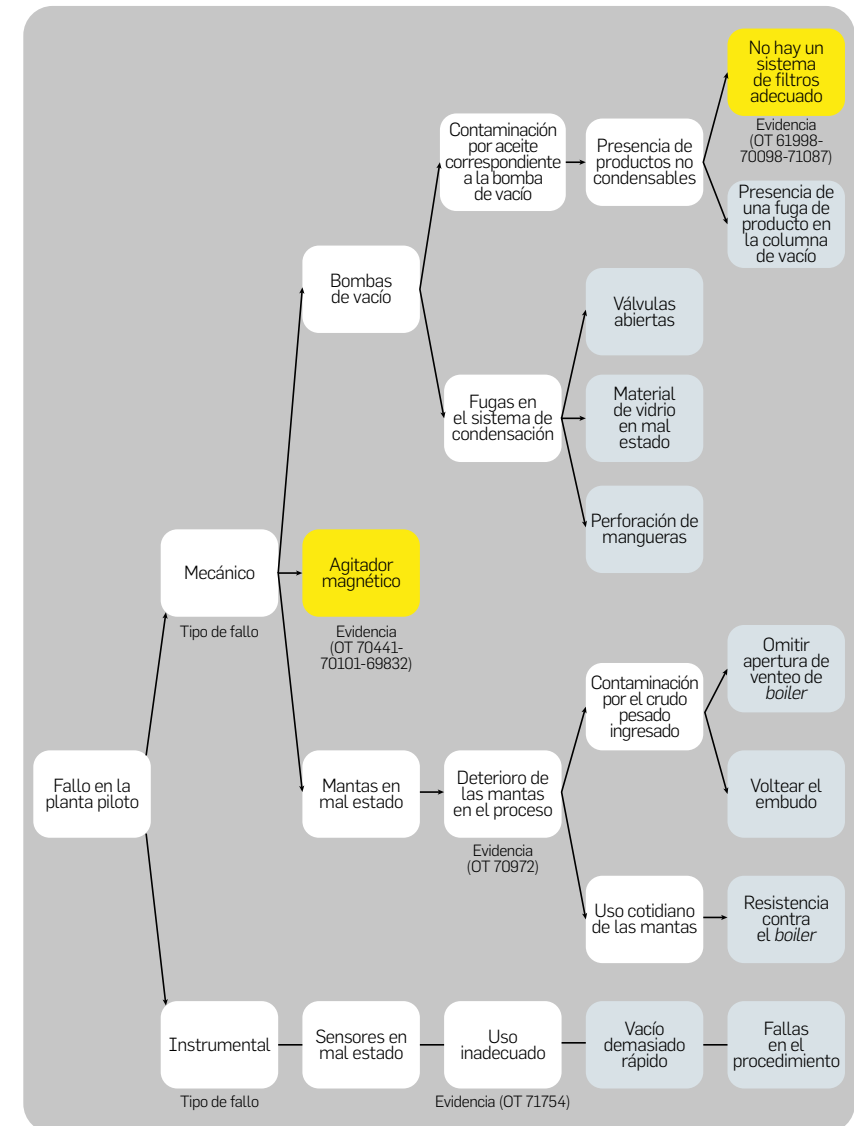 No hay un
sistema
de filtros
adecuado
Evidencia
(OT 61998-
70098-71087)
Contaminación
por aceite
correspondiente
a la bomba
de vacío
Presencia de
productos no
condensables
Presencia de
una fuga de
producto en
la columna
de vacío
Bombas
de vacío
Válvulas
abiertas
Fugas en
el sistema de
condensación
Material
de vidrio
en mal
estado
Perforación de
mangueras
Mecánico
Tipo de fallo
Agitador
magnético
Evidencia
(OT 70441-
70101-69832)
Omitir
apertura de
venteo de
boiler
Contaminación
por el crudo
pesado
ingresado
Fallo en la
planta piloto
Mantas en
mal estado
Deterioro de
las mantas
en el proceso
Evidencia
(OT 70972)
Voltear el
embudo
Uso cotidiano
de las mantas
Resistencia
contra
el boiler
Instrumental
Tipo de fallo
Sensores en
mal estado
Uso
inadecuado
Evidencia (OT 71754)
Vacío
demasiado
rápido
Fallas
en el
procedimiento